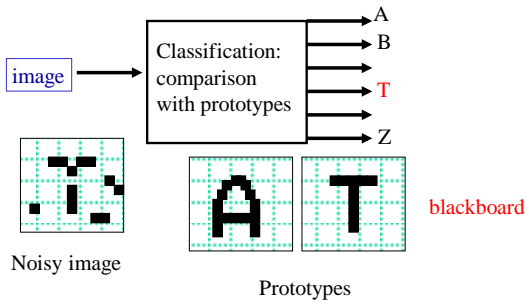 A
B
T
Z
image
Classification:
comparison
with prototypes
A
T
blackboard
Noisy image
Prototypes